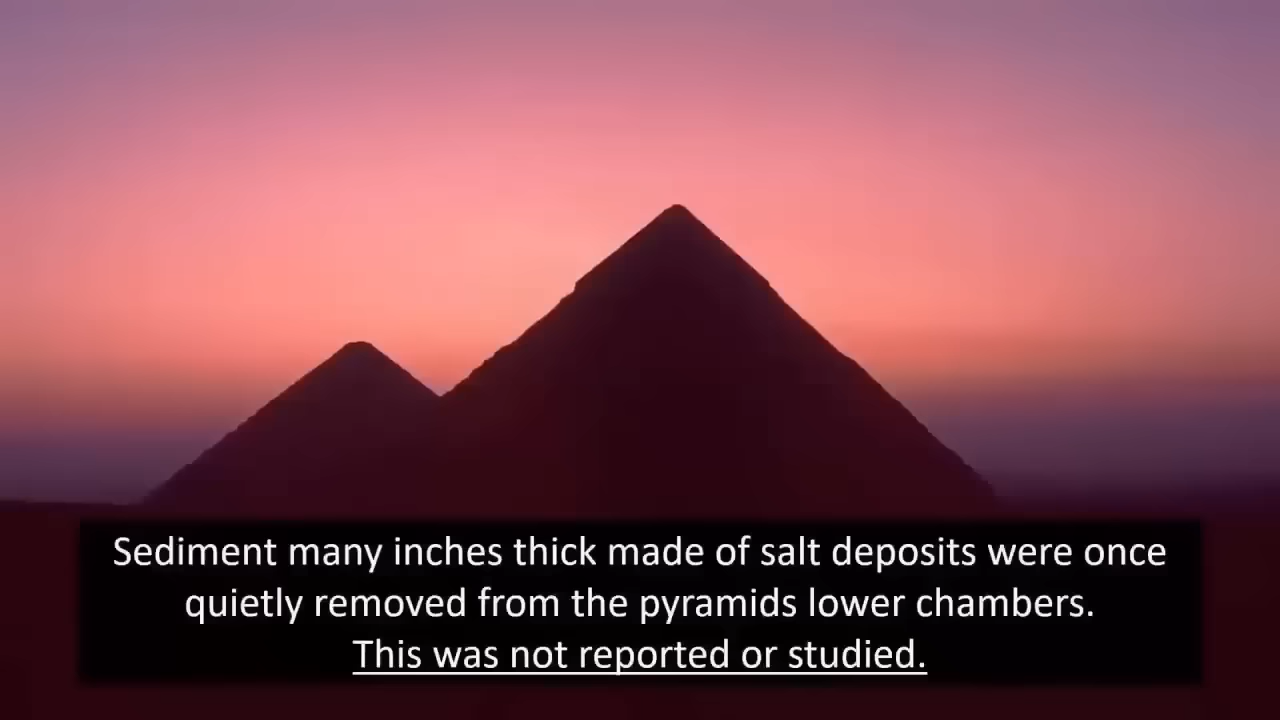 Sediment many inches thick made of salt deposits were once
quietly removed from the pyramids lower chambers.
This was not reported or studied.